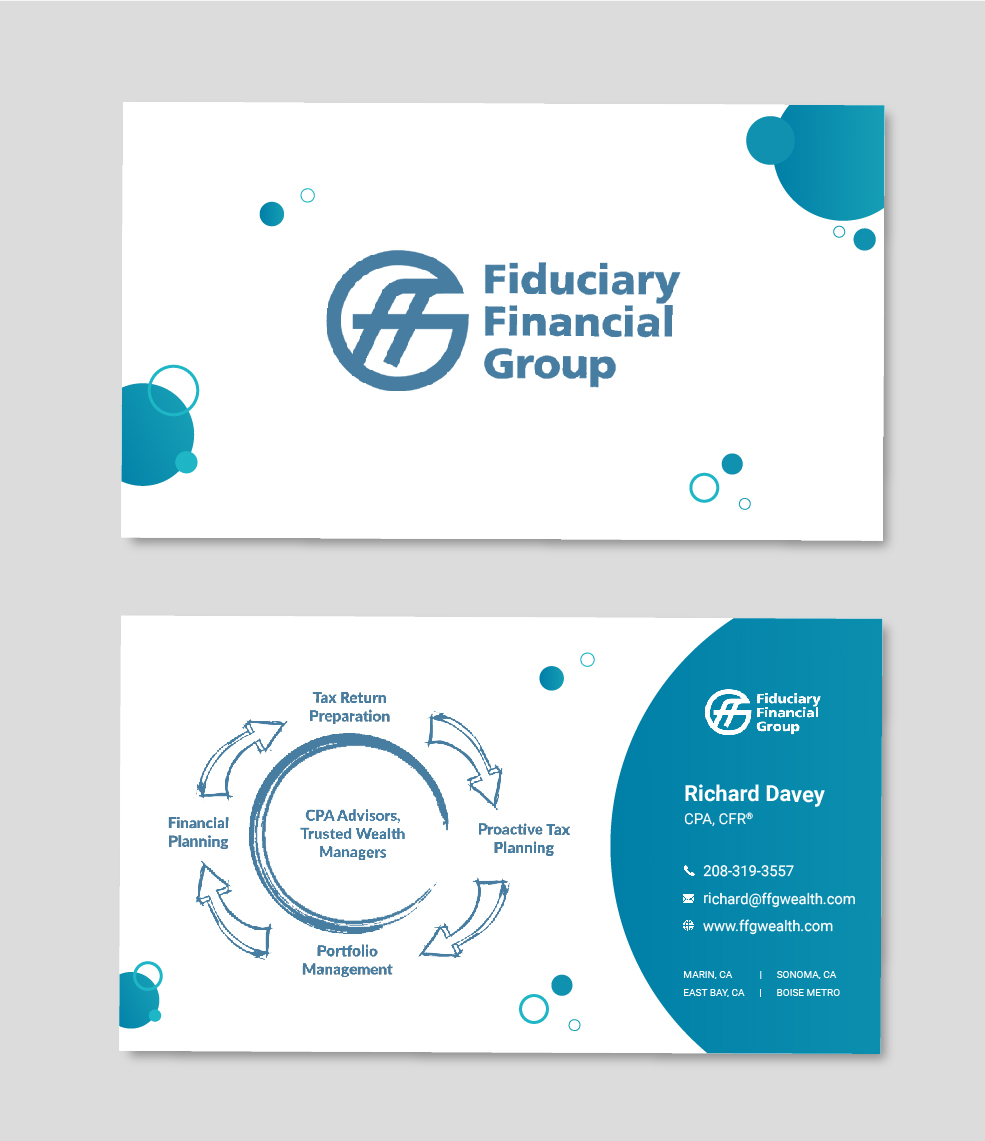 Fiduciary
Financial
Group
Tax Return
Preparation
Financial
Planning
CPA Advisors,
Trusted Wealth
Managers
Proactive Tax
Planning
Portfolio
Management
Fiduciary
Financial
Group
Richard Davey
CPA, CFR®
208-319-3557
richard@ffgwealth.com
www.ffgwealth.com
MARIN, CA | SONOMA, CA
EAST BAY, CA | BOISE METRO